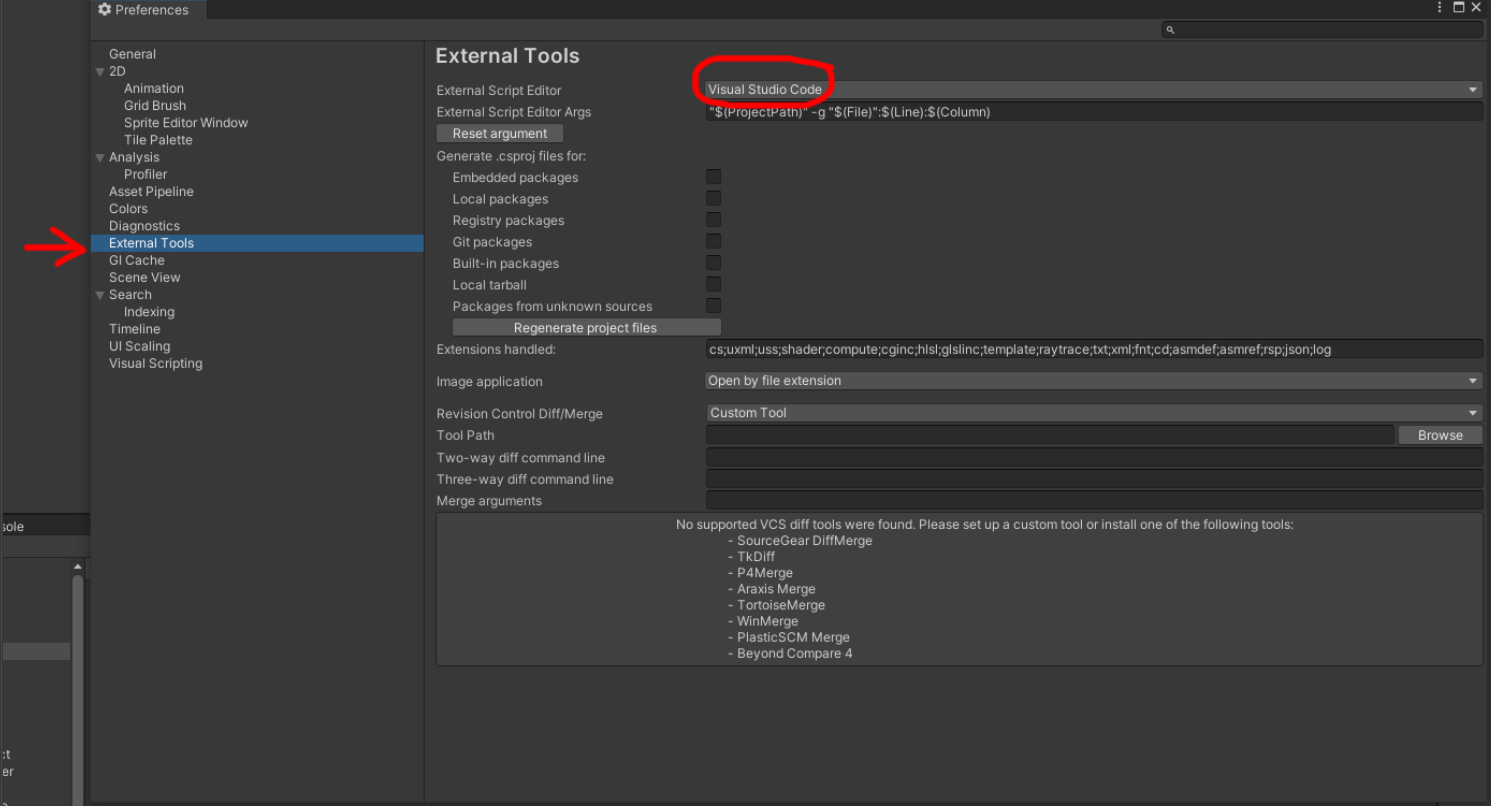 Preferences
General
2D
Animation
Grid Brush
Sprite Editor Window
Tile Palette
Analysis
Profiler
Asset Pipeline
Colors
Diagnostics
External Tools
GI Cache
Scene View
Search
Indexing
Timeline
UI Scaling
Visual Scripting
External Tools
External Script Editor Visual Studio Code
External Script Editor Args "$(ProjectPath)" -g "$(File)":$(Line):$(Column)
Reset argument
Generate .csproj files for:
Embedded packages
Local packages
Registry packages
Git packages
Built-in packages
Local tarball
Packages from unknown sources
Regenerate project files
Extensions handled: cs;uxml;uss;shader;compute;cginc;hlsl;glslinc;template;raytrace;txt;xml;fnt;cd;asmdef;asmref;rsp;json;log
Image application Open by file extension
Revision Control Diff/Merge Custom Tool
Tool Path Browse
Two-way diff command line
Three-way diff command line
Merge arguments
No supported VCS diff tools were found. Please set up a custom tool or install one of the following tools:
- SourceGear DiffMerge
- TkDiff
- P4Merge
- Araxis Merge
- TortoiseMerge
- WinMerge
- PlasticSCM Merge
- Beyond Compare 4
sole
ct
er